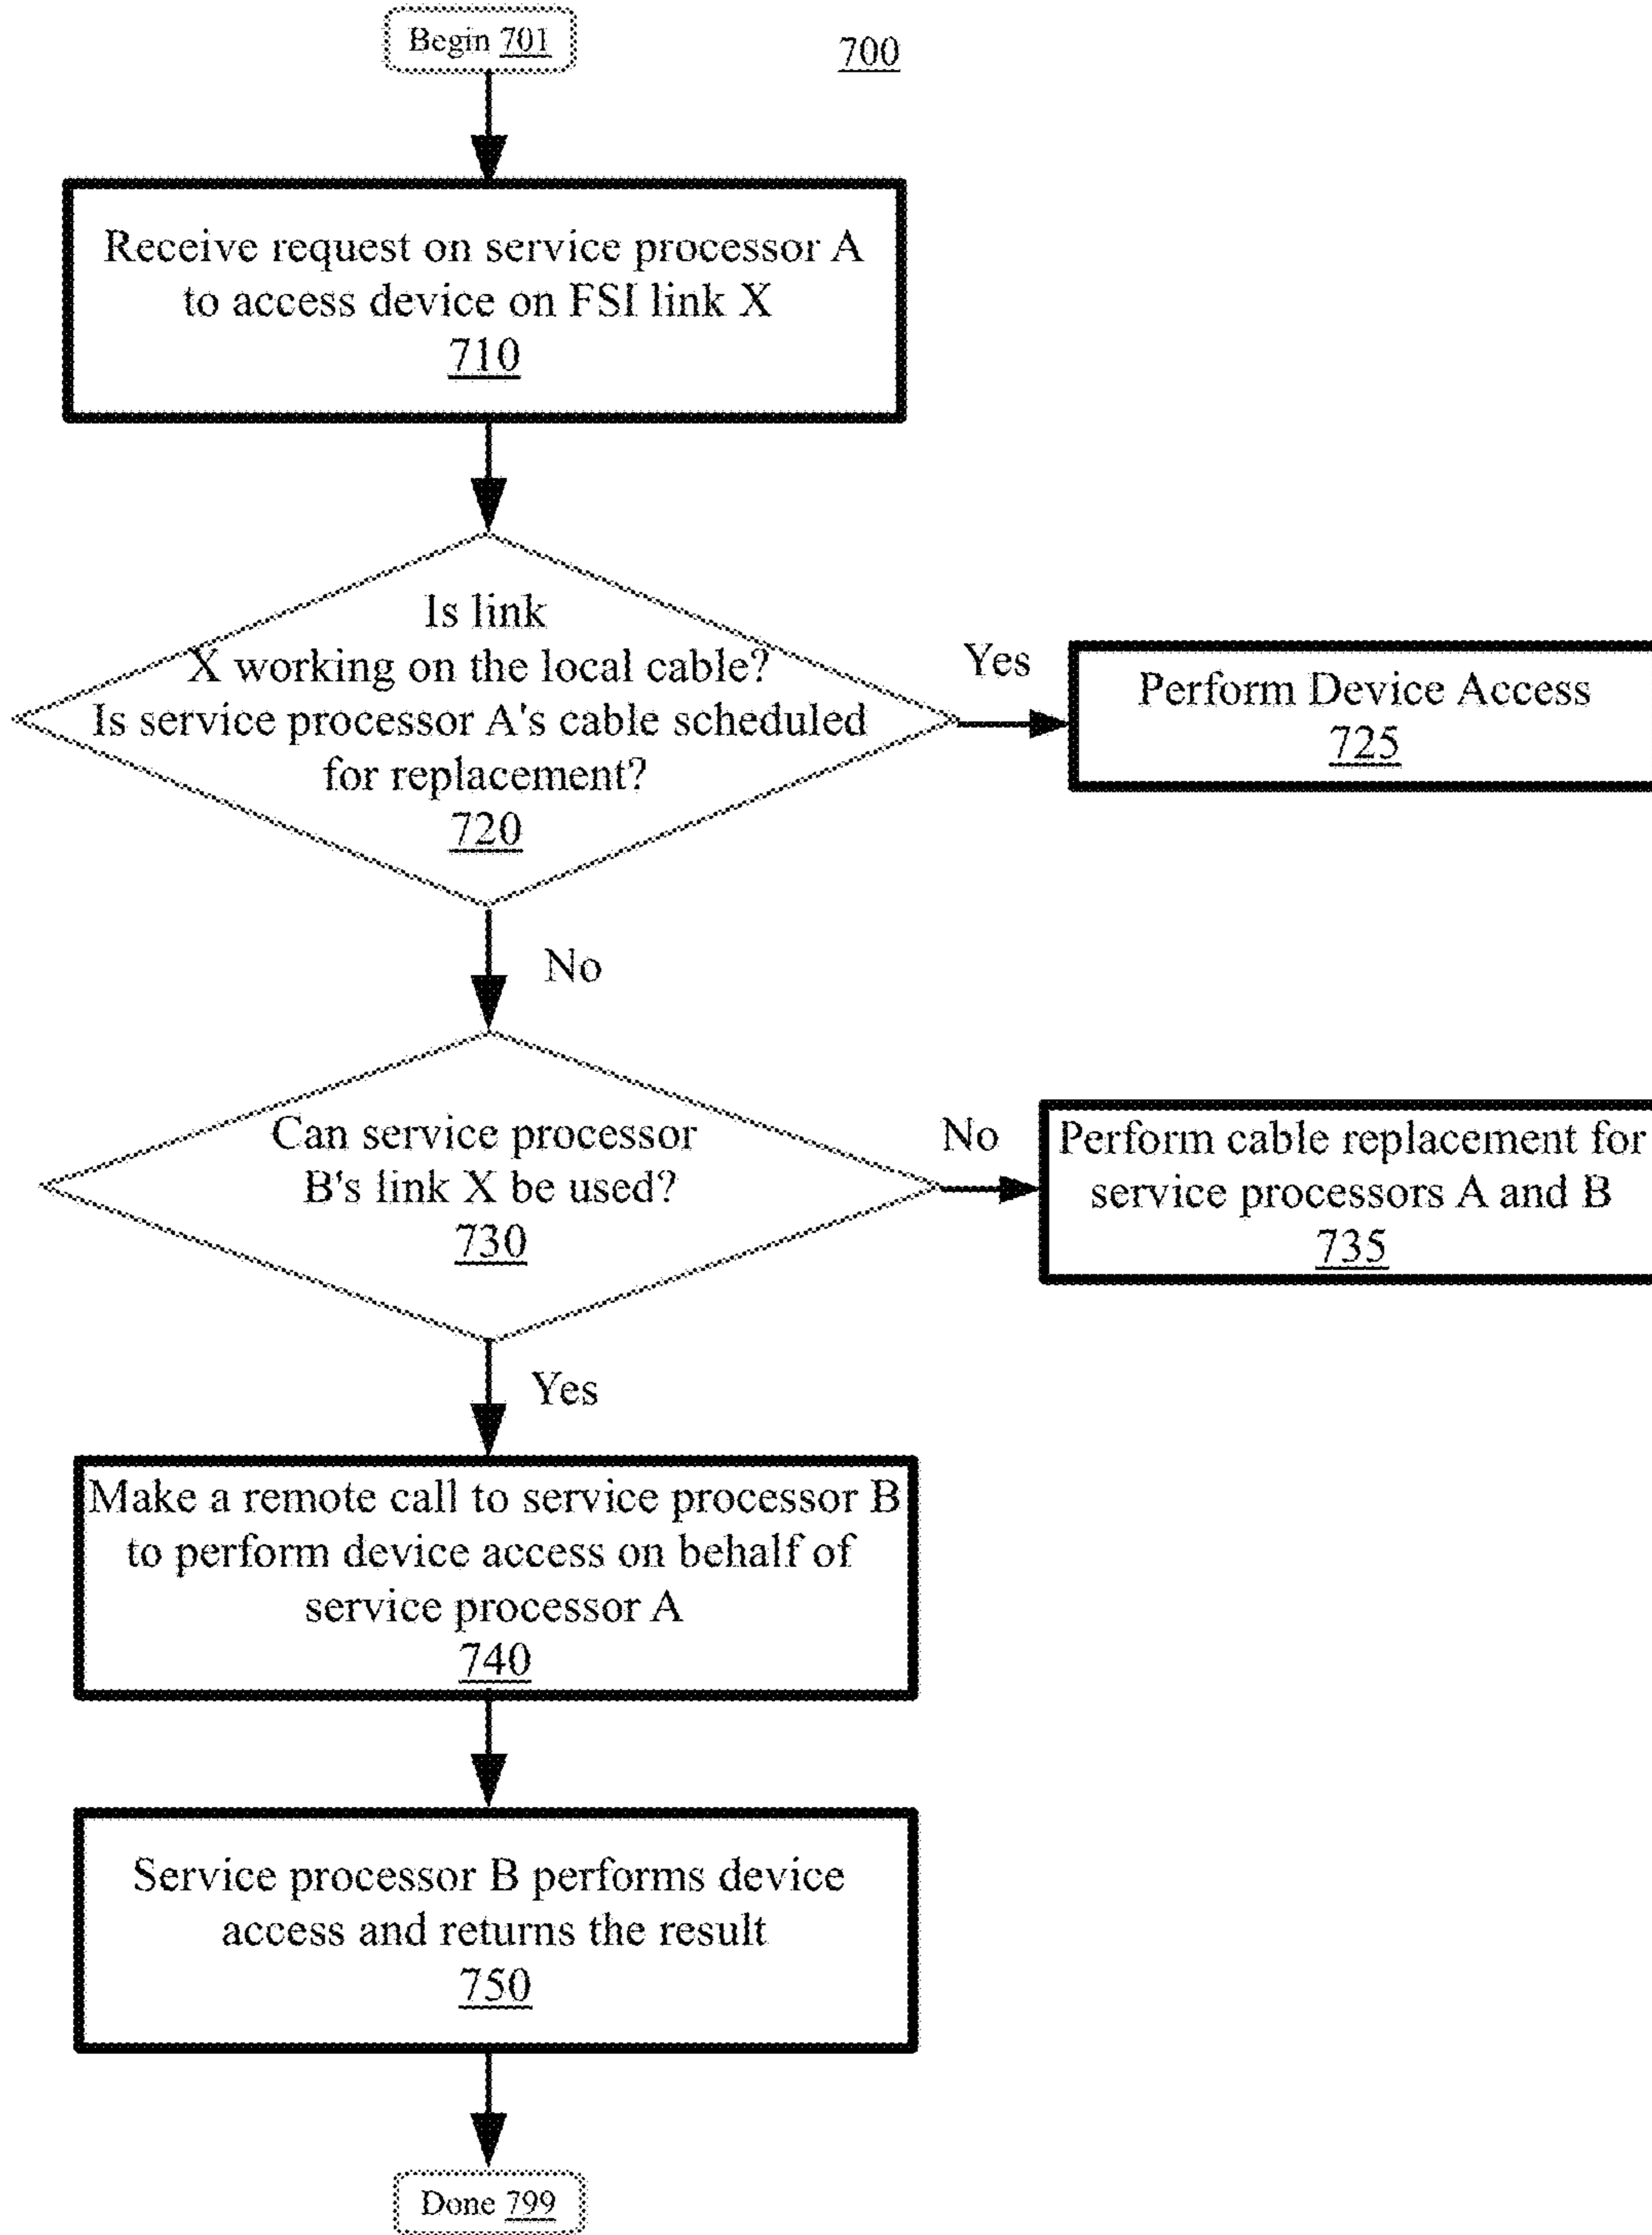 Begin 701
700
Receive request on service processor A
to access device on FSI link X
710
Is link
X working on the local cable?
Is service processor A's cable scheduled
for replacement?
720
Yes
Perform Device Access
725
No
Can service processor
B's link X be used?
730
No
Perform cable replacement for
service processors A and B
735
Yes
Make a remote call to service processor B
to perform device access on behalf of
service processor A
740
Service processor B performs device
access and returns the result
750
Done 799